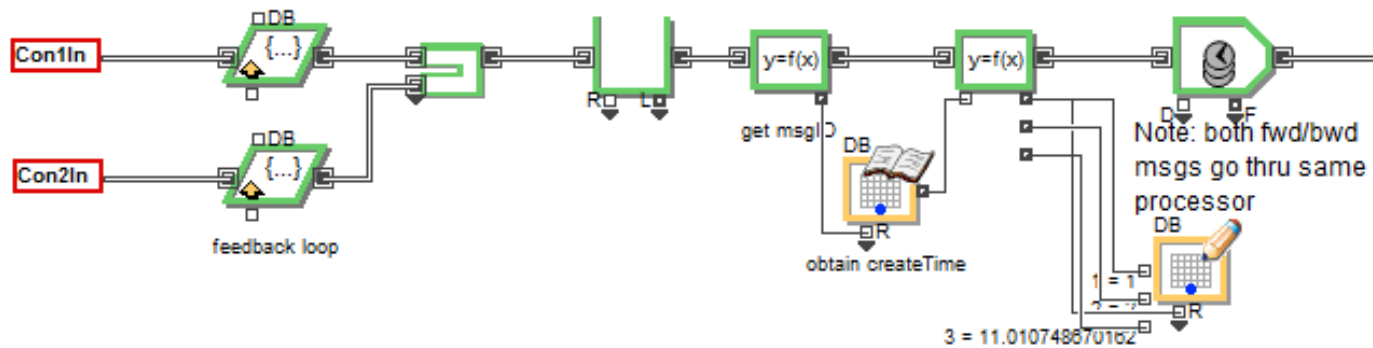 DB
Con1In
{...}
y=f(x)
y=f(x)
R
L
D
F
get msgID
Note: both fwd/bwd
msgs go thru same
processor
DB
Con2In
{...}
DB
R
DB
feedback loop
obtain createTime
1 = 1
R
3 = 11.010748670162